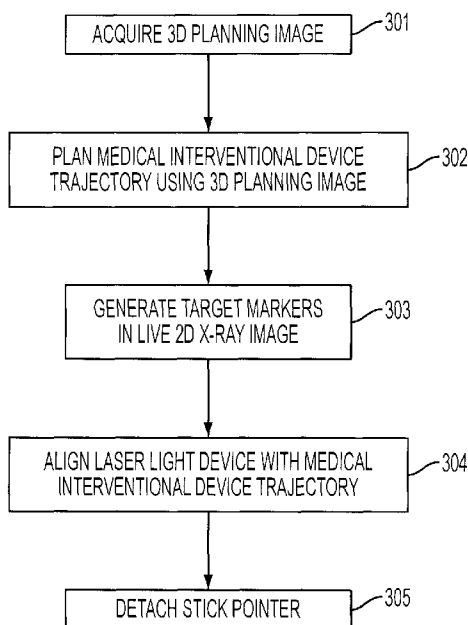 ACQUIRE 3D PLANNING IMAGE
301
PLAN MEDICAL INTERVENTIONAL DEVICE
TRAJECTORY USING 3D PLANNING IMAGE
302
GENERATE TARGET MARKERS
IN LIVE 2D X-RAY IMAGE
303
ALIGN LASER LIGHT DEVICE WITH MEDICAL
INTERVENTIONAL DEVICE TRAJECTORY
304
DETACH STICK POINTER
305